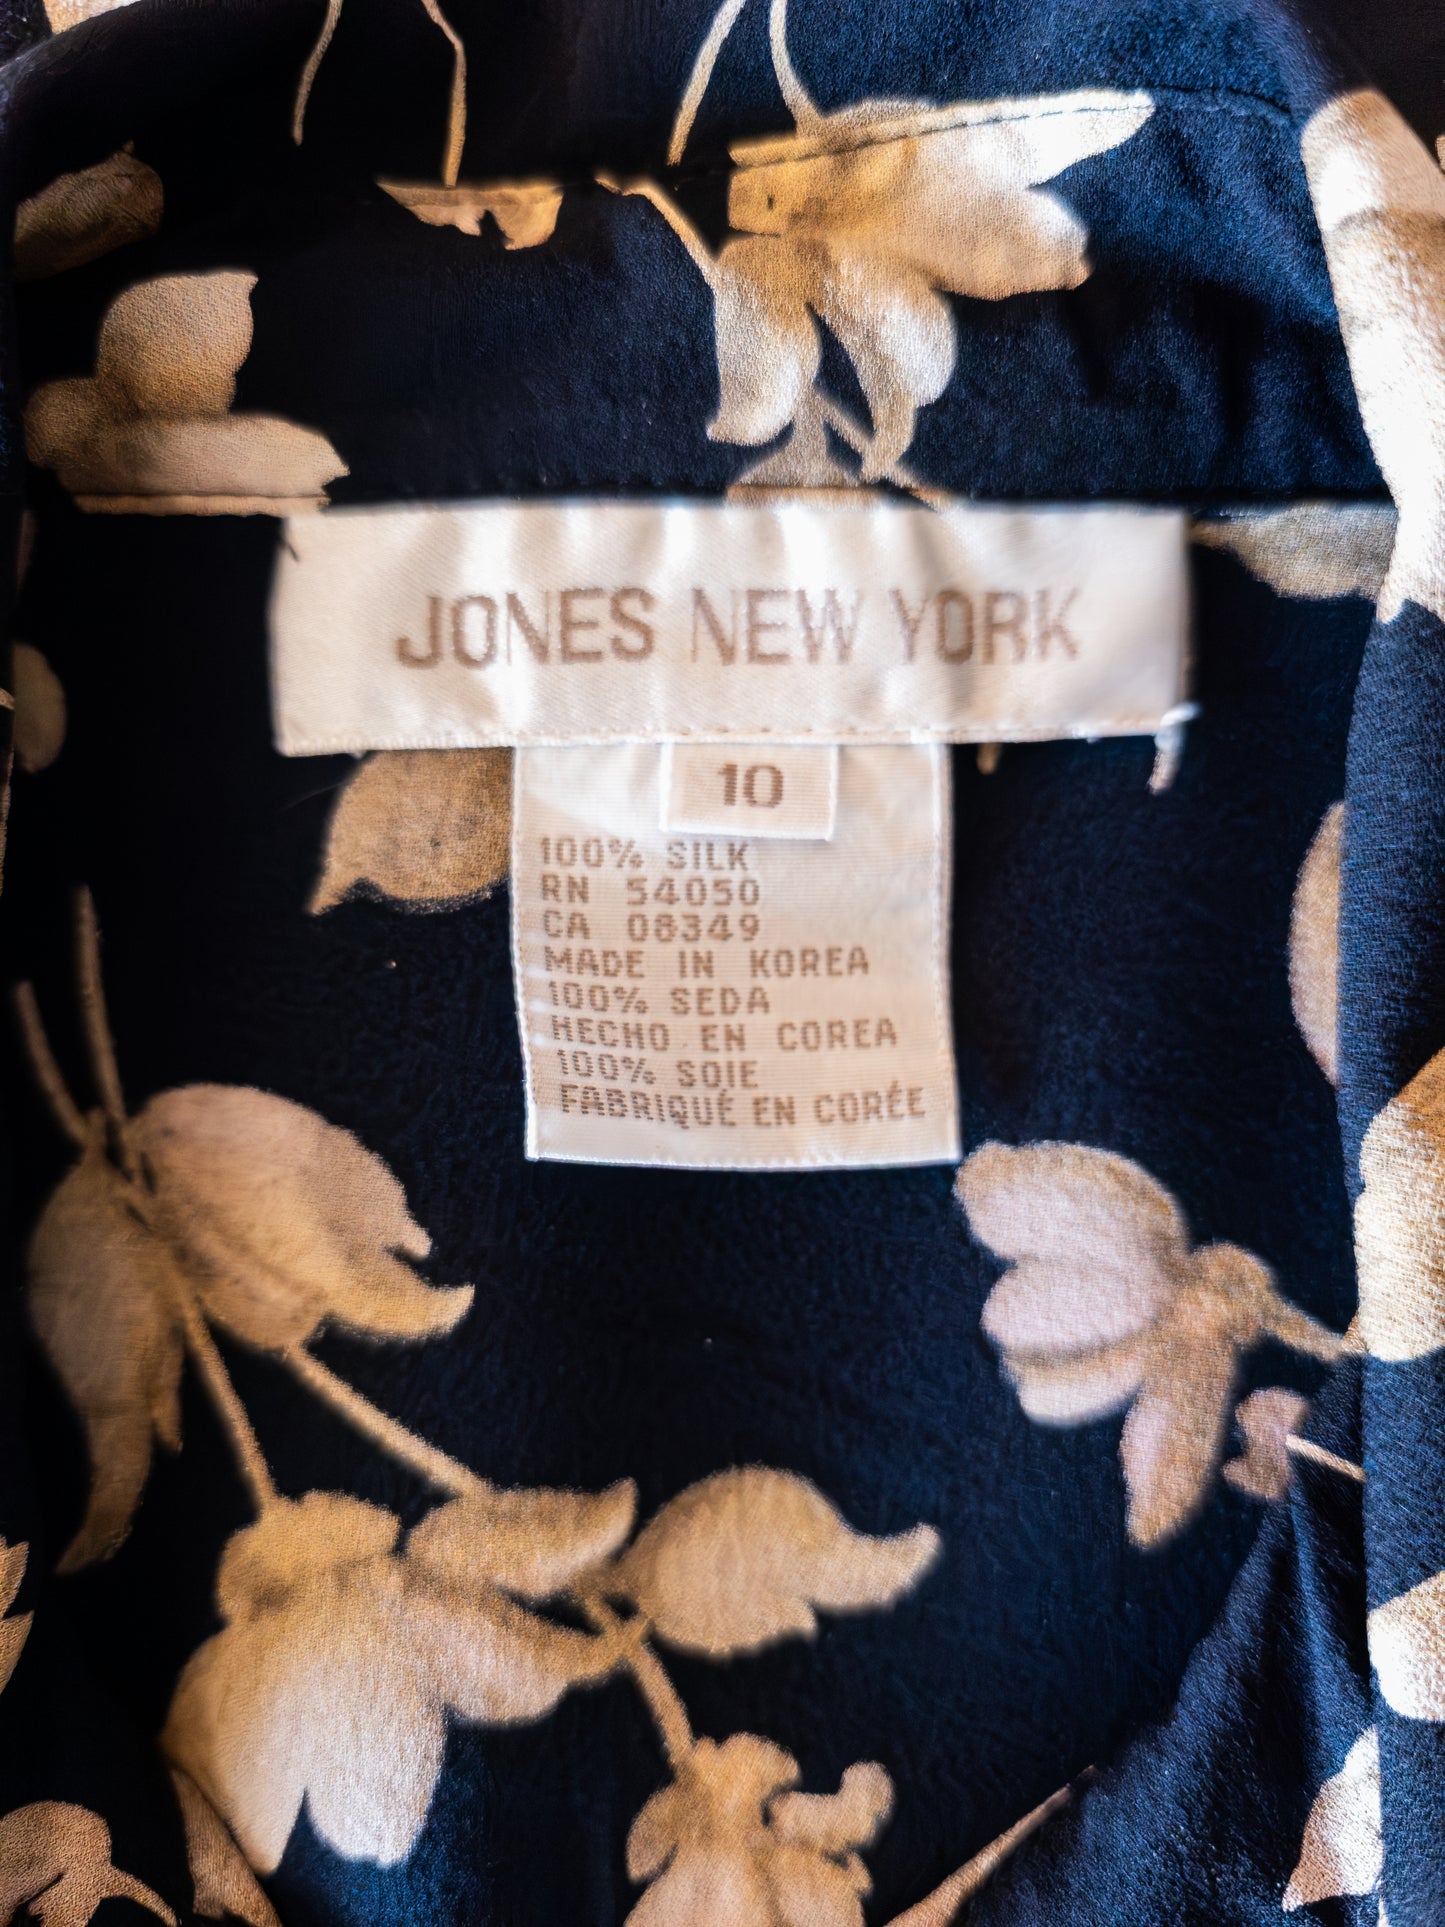 JONES NEW YORK
10
100% SILK
RN 54050
CA 08349
MADE IN KOREA
100% SEDA
HECHO EN COREA
100% SOIE
FABRIQUÉ EN CORÉE